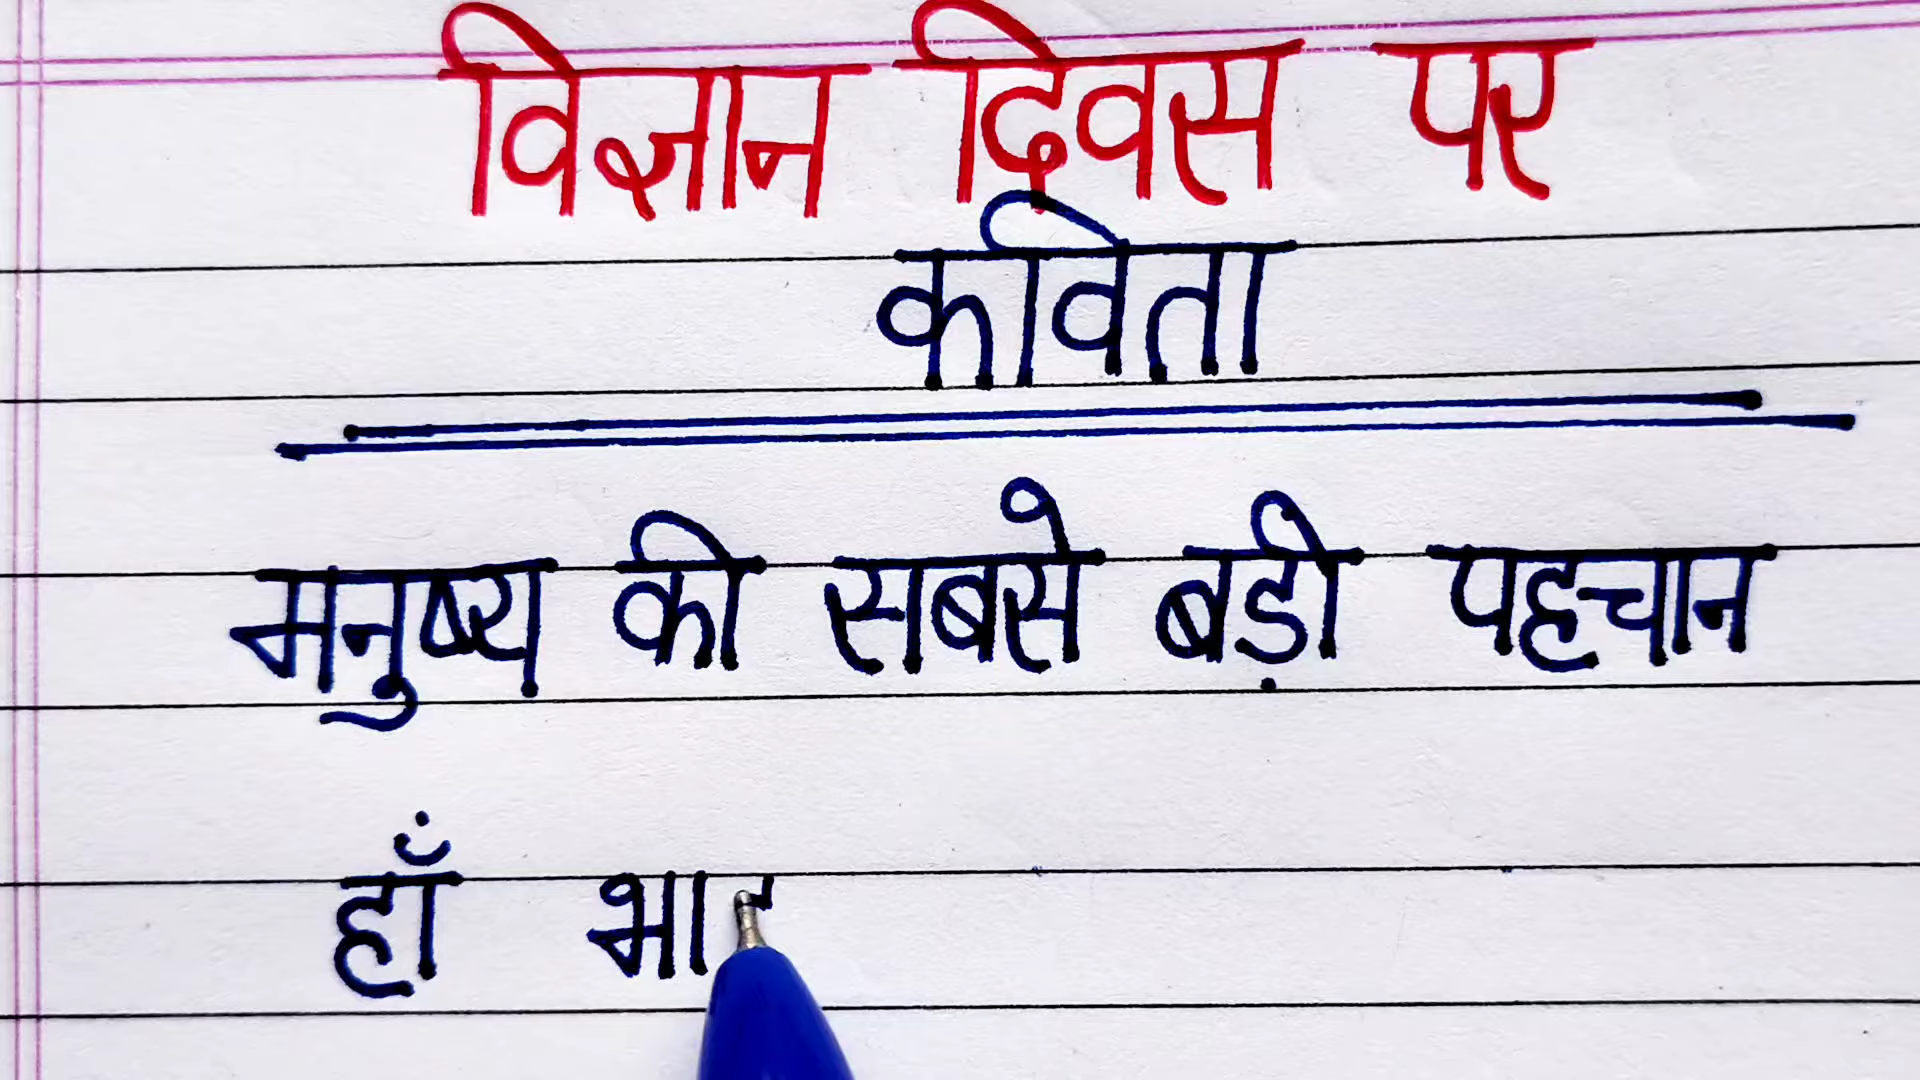 विज्ञान दिवस पर
कविता
मनुष्य की सबसे बड़ी पहचान
हाँ भा